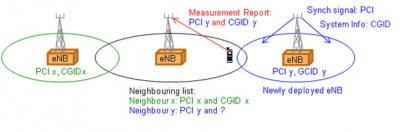 Measurement Report:
PCI y and CGID y
Synch signal: PCI
System Info: CGID
eNB
PCI x, CGIDx
eNB
eNB
PCI y, GCID y
Neighbouring list:
Neighbour x: PCI x and CGID x
Neighbour y: PCI y and ?
Newly deployed eNB